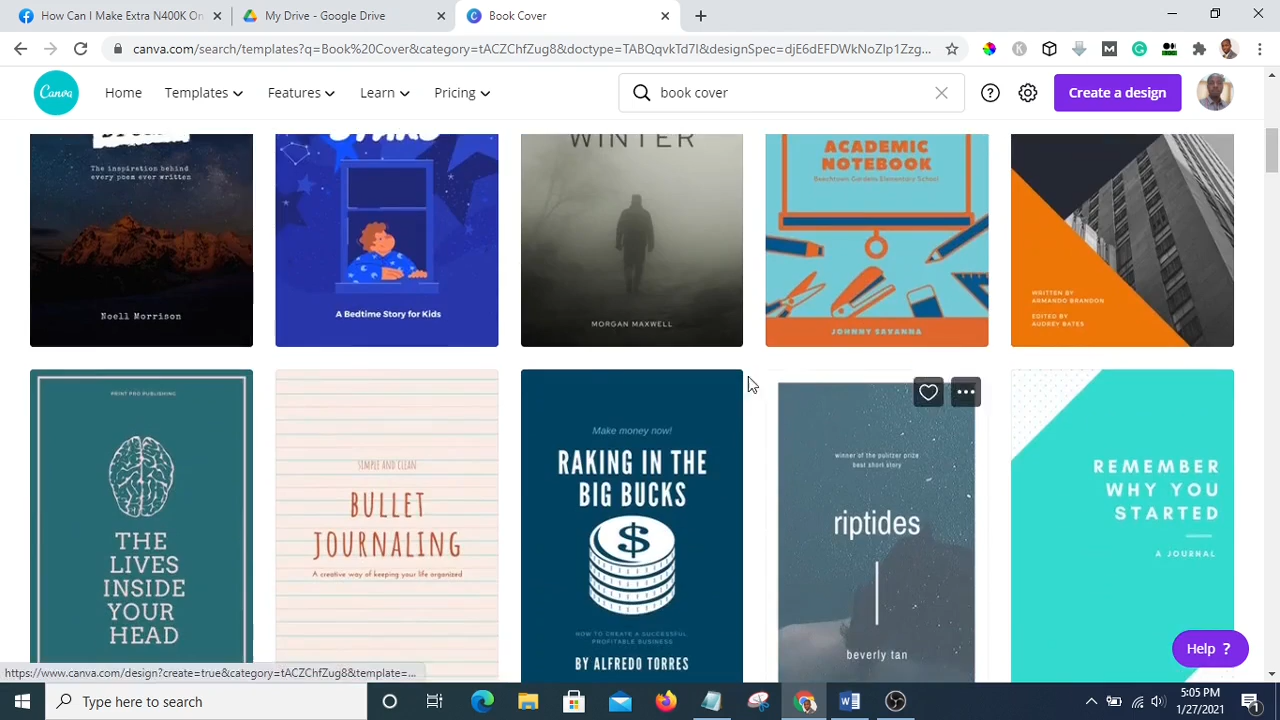 How Can I Make Money Online W
My Drive - Google Drive
Book Cover
canva.com/search/templates?q=Book%20Cover&category=tACZChfZug8&doctype=TABQqvkTd7I&designSpec=djE6dEFDWkNoZlp1Zzg...
Canva
Home
Templates
Features
Learn
Pricing
book cover
Create a design
The inspiration behind
every poem ever written
Noell Morrison
A Bedtime Story for Kids
WINTER
MORGAN MAXWELL
ACADEMIC
NOTEBOOK
Beechtown Gardens Elementary School
JOHNNY SAVANNA
WRITTEN BY
ARMANDO BRANDON
EDITED BY
AUDREY BATES
PRINT PRO PUBLISHING
THE
LIVES
INSIDE
YOUR
HEAD
SIMPLE AND CLEAN
BULLET
JOURNALING
A creative way of keeping your life organized
Make money now!
RAKING IN THE
BIG BUCKS
$
HOW TO CREATE A SUCCESSFUL
PROFITABLE BUSINESS
BY ALFREDO TORRES
winner of the pulitzer prize
best short story
riptides
beverly tan
REMEMBER
WHY YOU
STARTED
A JOURNAL
Help ?
https://www.canva.com/design?create=true&category=tACZChfZug8&template=...
Type here to search
5:05 PM
1/27/2021